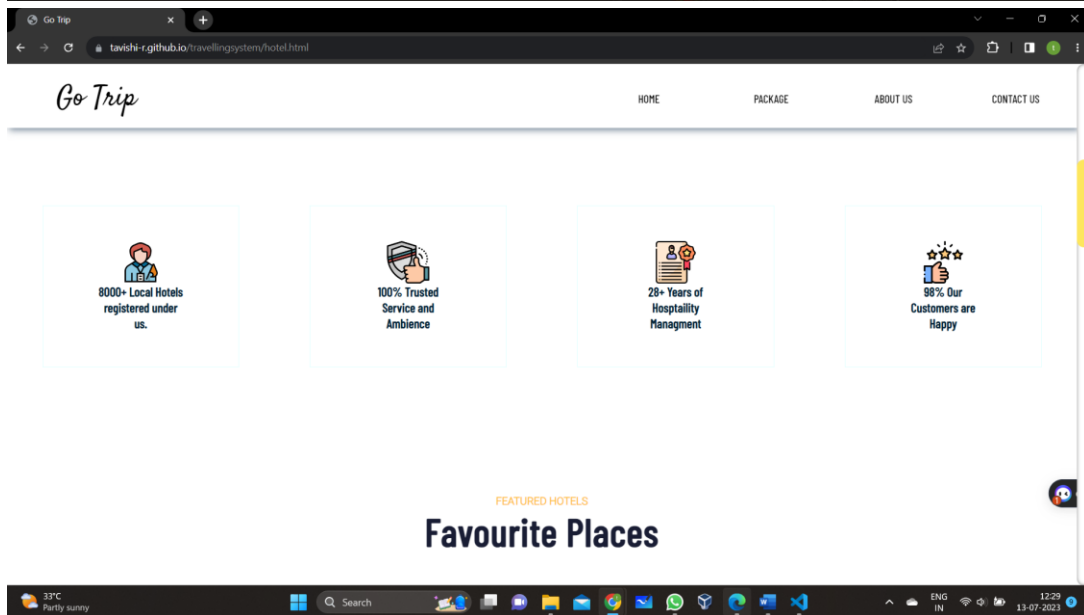 Go Trip
tavishi-r.github.io/travellingsystem/hotel.html
Go Trip
HOME PACKAGE ABOUT US CONTACT US
8000+ Local Hotels
registered under
us.
100% Trusted
Service and
Ambience
28+ Years of
Hosptaility
Managment
98% Our
Customers are
Happy
FEATURED HOTELS
Favourite Places
33°C
Partly sunny
Search
ENG
IN
12:29
13-07-2023